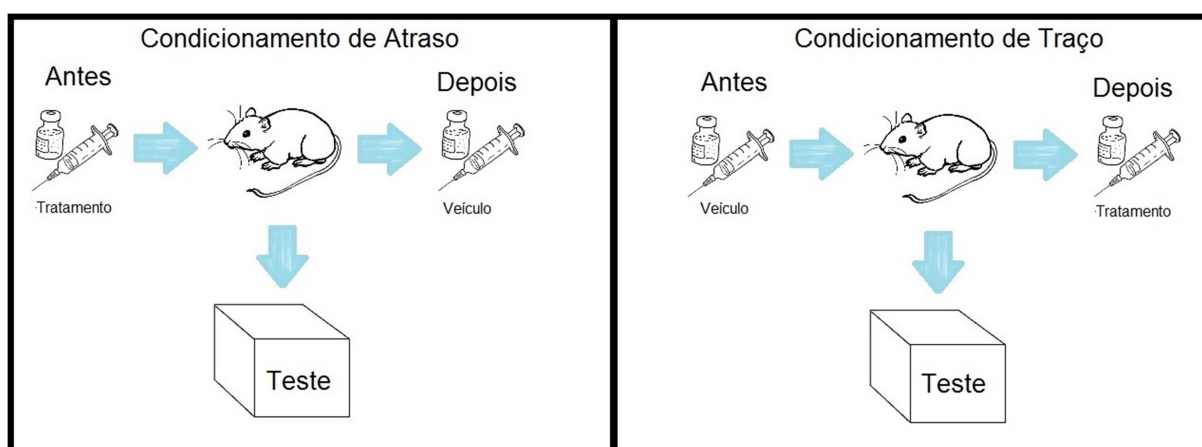 Condicionamento de Atraso
Antes
Depois
Tratamento
Veículo
Teste
Condicionamento de Traço
Antes
Depois
Veículo
Tratamento
Teste